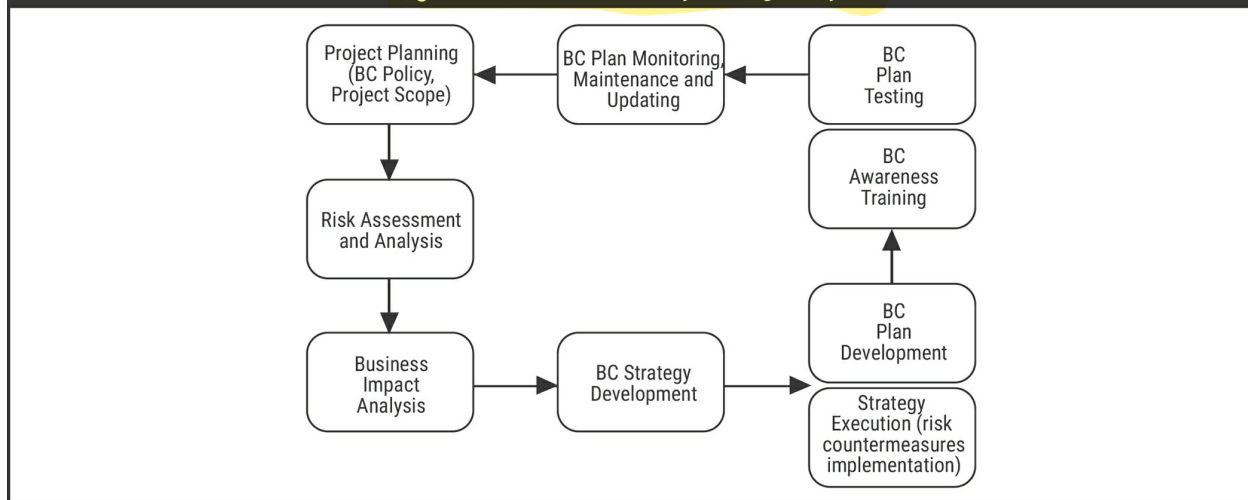 Project Planning
(BC Policy,
Project Scope)
BC Plan Monitoring,
Maintenance and
Updating
BC
Plan
Testing
BC
Awareness
Training
Risk Assessment
and Analysis
BC
Plan
Development
Business
Impact
Analysis
BC Strategy
Development
Strategy
Execution (risk
countermeasures
implementation)